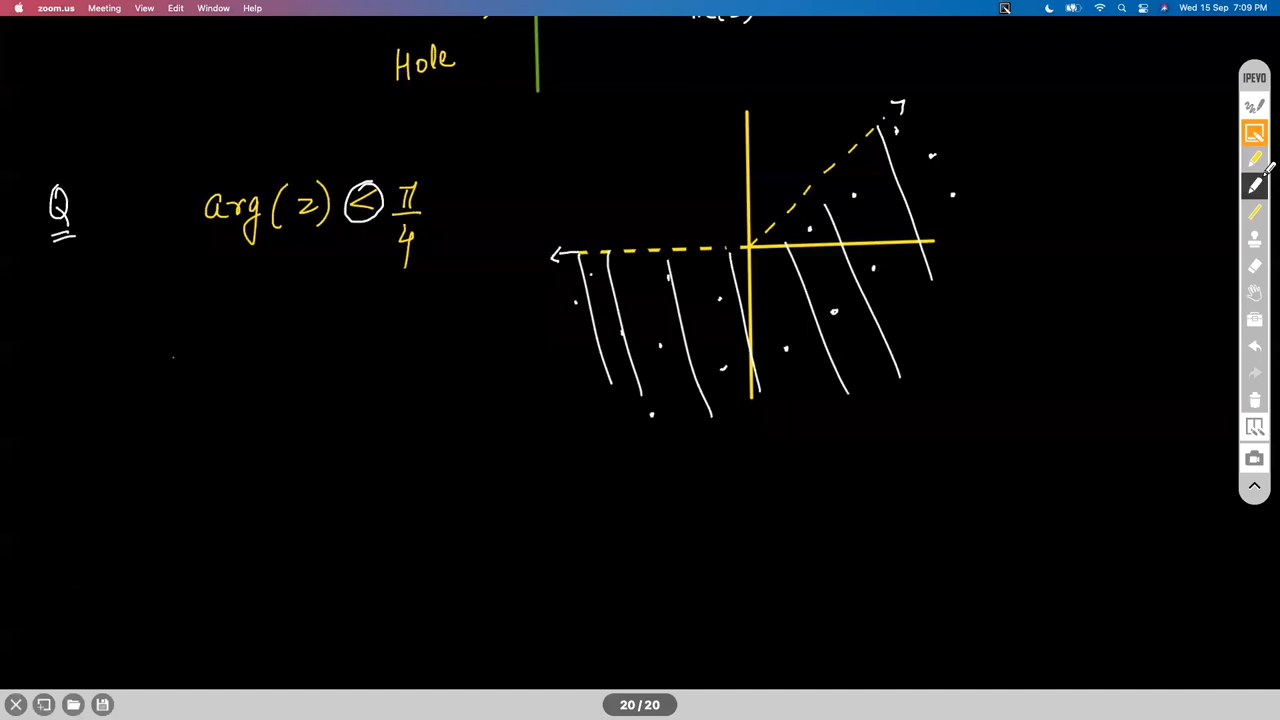 zoom.us Meeting View Edit Window Help Wed 15 Sep 7:09 PM
Hole
IPEVO
Q arg(z) < π/4
20 / 20